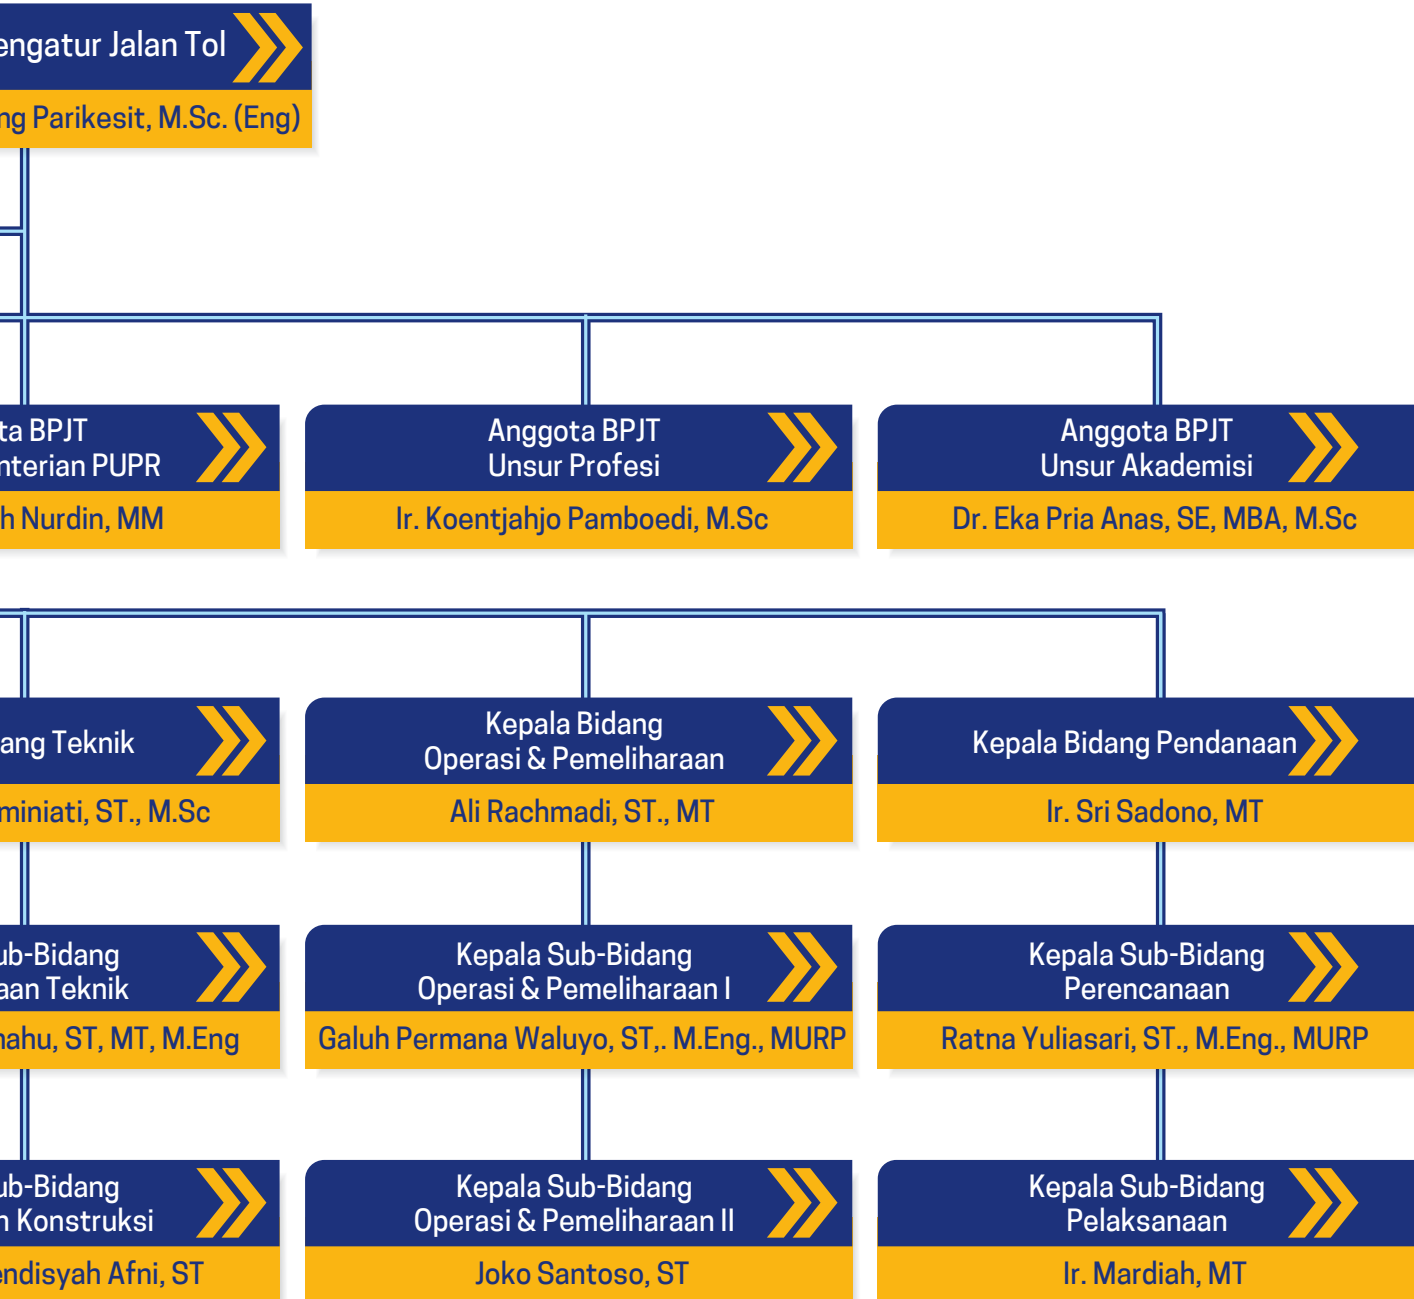 engatur Jalan Tol
ng Parikesit, M.Sc. (Eng)
ta BPJT
nterian PUPR
h Nurdin, MM
Anggota BPJT
Unsur Profesi
Ir. Koentjahjo Pamboedi, M.Sc
Anggota BPJT
Unsur Akademisi
Dr. Eka Pria Anas, SE, MBA, M.Sc
ang Teknik
miniati, ST., M.Sc
Kepala Bidang
Operasi & Pemeliharaan
Ali Rachmadi, ST., MT
Kepala Bidang Pendanaan
Ir. Sri Sadono, MT
ub-Bidang
aan Teknik
nahu, ST, MT, M.Eng
Kepala Sub-Bidang
Operasi & Pemeliharaan I
Galuh Permana Waluyo, ST,. M.Eng., MURP
Kepala Sub-Bidang
Perencanaan
Ratna Yuliasari, ST., M.Eng., MURP
ub-Bidang
n Konstruksi
endisyah Afni, ST
Kepala Sub-Bidang
Operasi & Pemeliharaan II
Joko Santoso, ST
Kepala Sub-Bidang
Pelaksanaan
Ir. Mardiah, MT